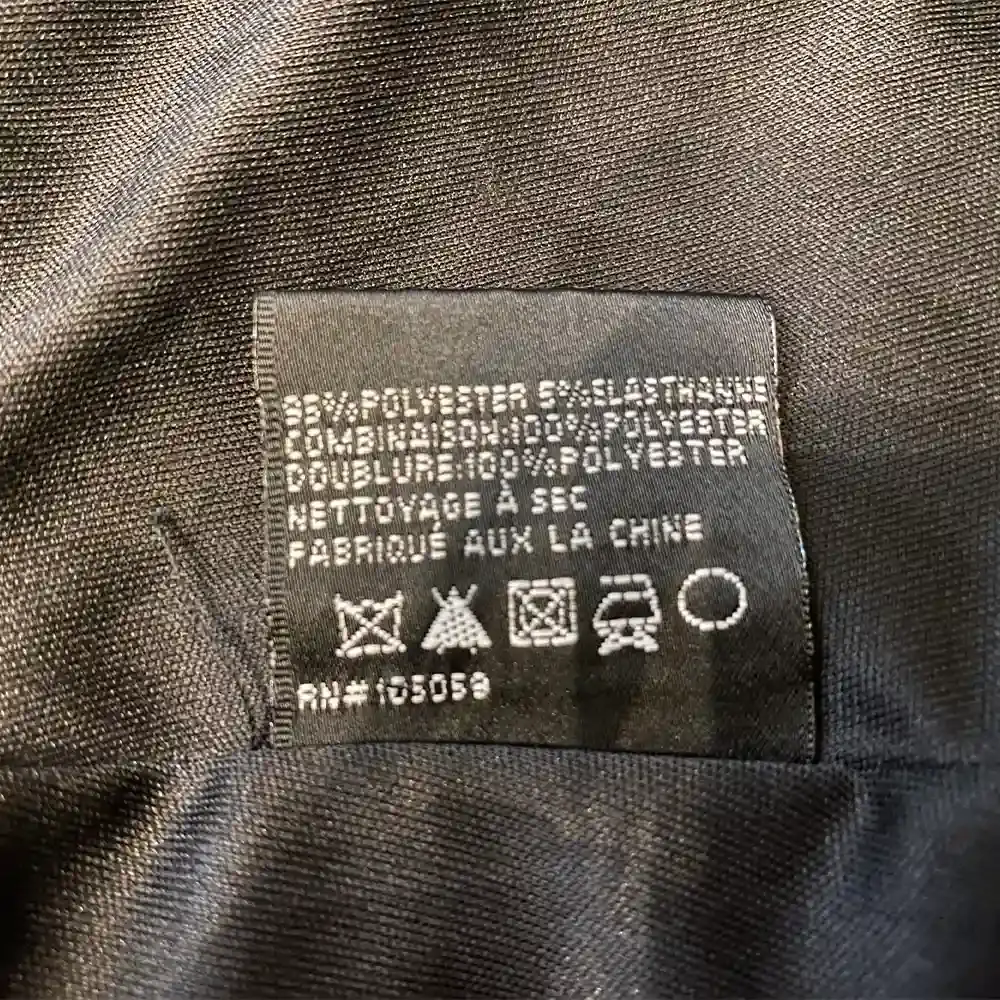 95%POLYESTER 5%ELASTHANNE
COMBINAISON:100%POLYESTER
DOUBLURE:100%POLYESTER
NETTOYAGE À SEC
FABRIQUÉ AUX LA CHINE
RN#105059